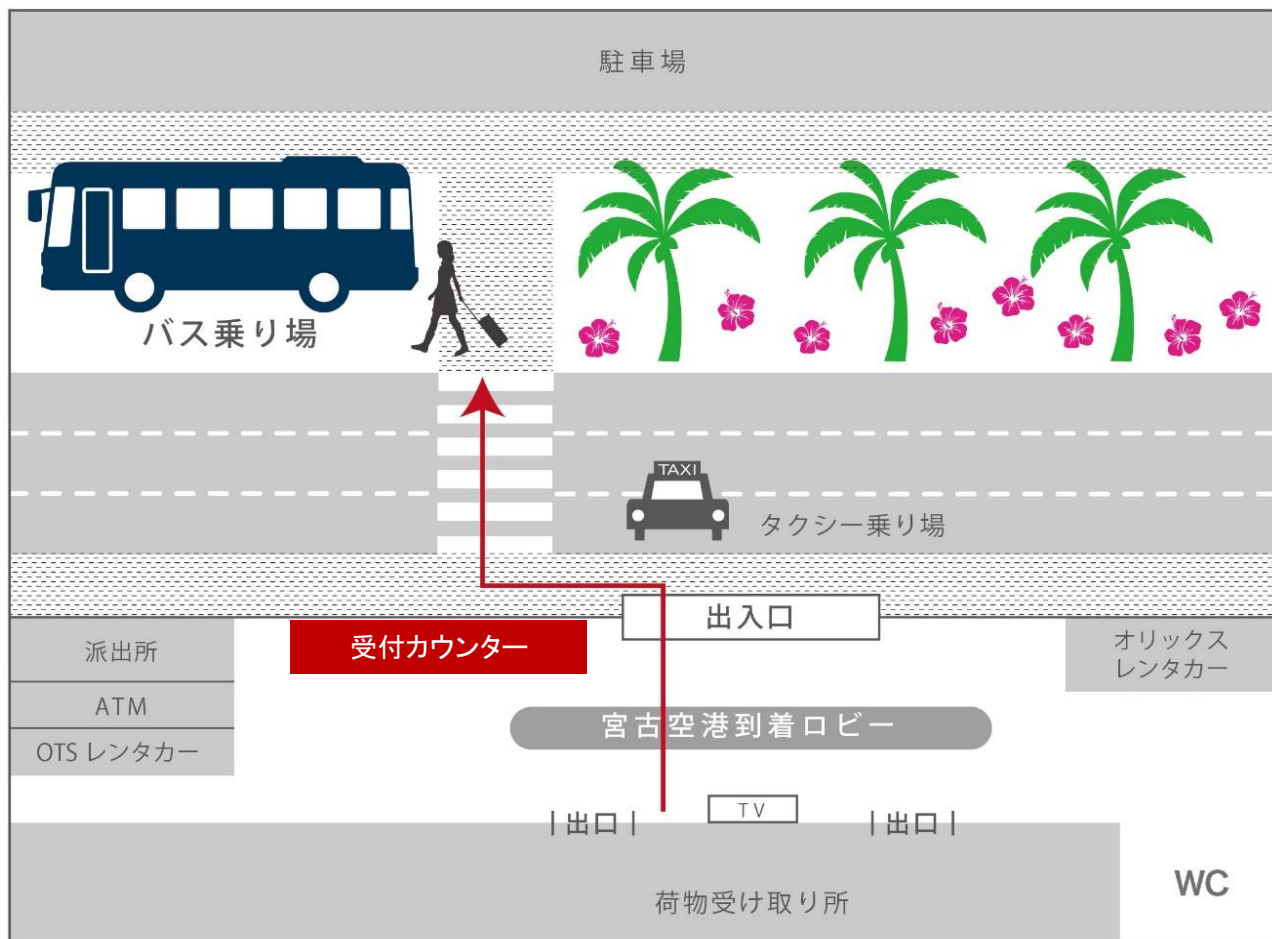 駐車場
バス乗り場
TAXI
タクシー乗り場
出入口
受付カウンター
派出所
オリックス
レンタカー
ATM
宮古空港到着ロビー
OTS レンタカー
TV
| 出口 |
| 出口 |
荷物受け取り所
WC